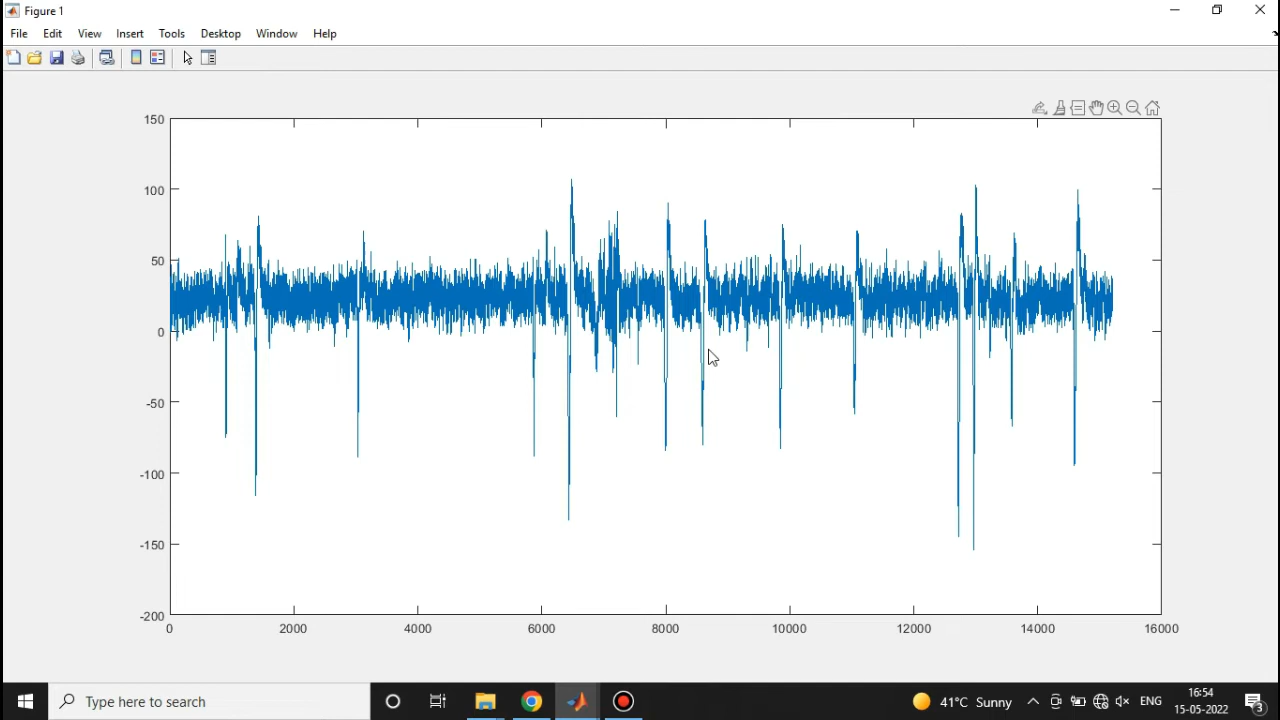 Figure 1
File Edit View Insert Tools Desktop Window Help
150
100
50
0
-50
-100
-150
-200
0 2000 4000 6000 8000 10000 12000 14000 16000
Type here to search
41°C Sunny
ENG
16:54
15-05-2022
3